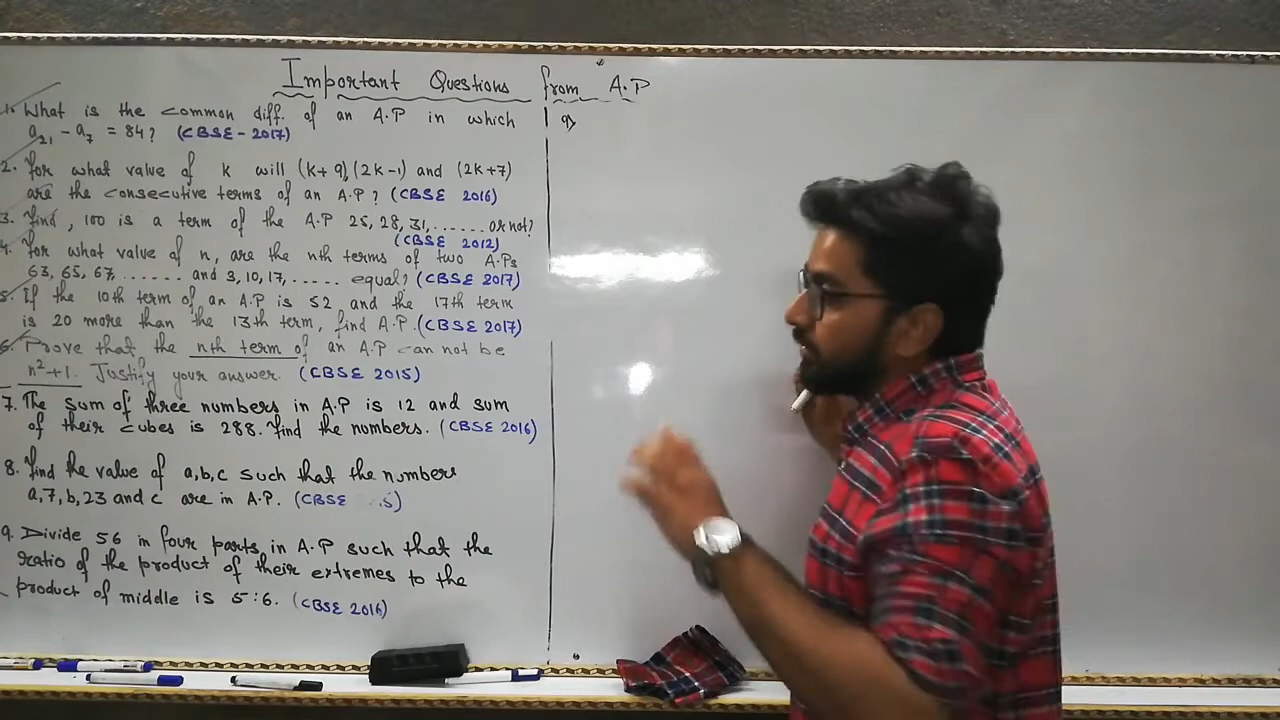 Important Questions from A.P
1. What is the common diff. of an A.P in which
a₂₁ - a₇ = 84? (CBSE - 2017)
2. For what value of k will (k+9),(2k-1) and (2k+7)
are the consecutive terms of an A.P? (CBSE 2016)
3. Find, 100 is a term of the A.P 25, 28, 31,...... or not?
(CBSE 2012)
4. For what value of n, are the nth terms of two A.Ps
63, 65, 67...... and 3, 10, 17,...... equal? (CBSE 2017)
5. If the 10th term of an A.P is 52 and the 17th term
is 20 more than the 13th term, find A.P. (CBSE 2017)
6. Prove that the nth term of an A.P can not be
n²+1. Justify your answer. (CBSE 2015)
7. The sum of three numbers in A.P is 12 and sum
of their cubes is 288. Find the numbers. (CBSE 2016)
8. Find the value of a,b,c such that the numbers
a,7,b,23 and c are in A.P. (CBSE 5)
9. Divide 56 in four parts in A.P such that the
ratio of the product of their extremes to the
product of middle is 5:6. (CBSE 2016)